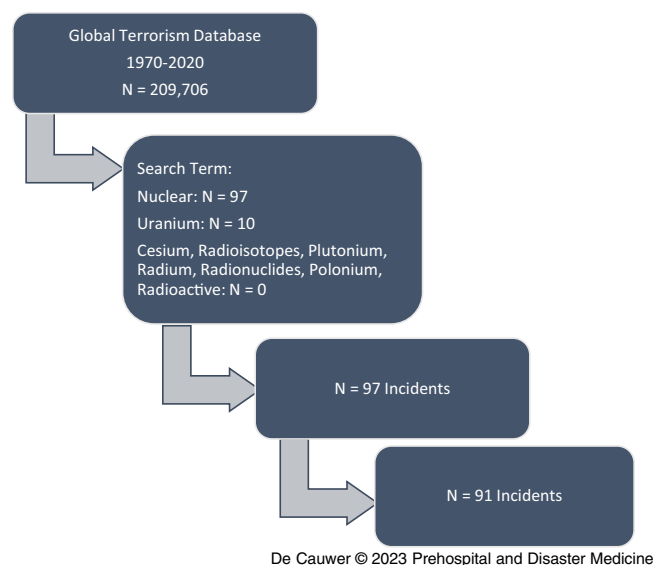 Global Terrorism Database
1970-2020
N = 209,706
Search Term:
Nuclear: N = 97
Uranium: N = 10
Cesium, Radioisotopes, Plutonium,
Radium, Radionuclides, Polonium,
Radioactive: N = 0
N = 97 Incidents
N = 91 Incidents
De Cauwer © 2023 Prehospital and Disaster Medicine